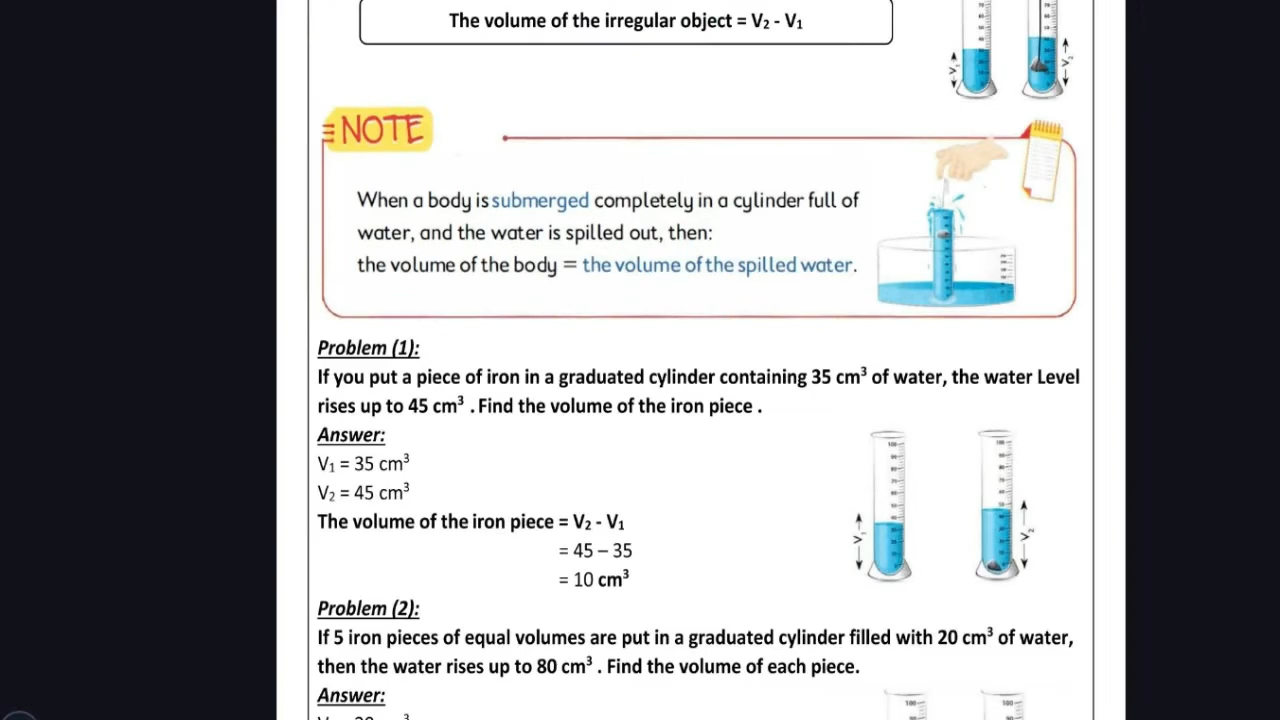 The volume of the irregular object = V₂ - V₁
NOTE
When a body is submerged completely in a cylinder full of
water, and the water is spilled out, then:
the volume of the body = the volume of the spilled water.
Problem (1):
If you put a piece of iron in a graduated cylinder containing 35 cm³ of water, the water Level
rises up to 45 cm³ . Find the volume of the iron piece .
Answer:
V₁ = 35 cm³
V₂ = 45 cm³
The volume of the iron piece = V₂ - V₁
= 45 – 35
= 10 cm³
V₁
V₂
Problem (2):
If 5 iron pieces of equal volumes are put in a graduated cylinder filled with 20 cm³ of water,
then the water rises up to 80 cm³ . Find the volume of each piece.
Answer: